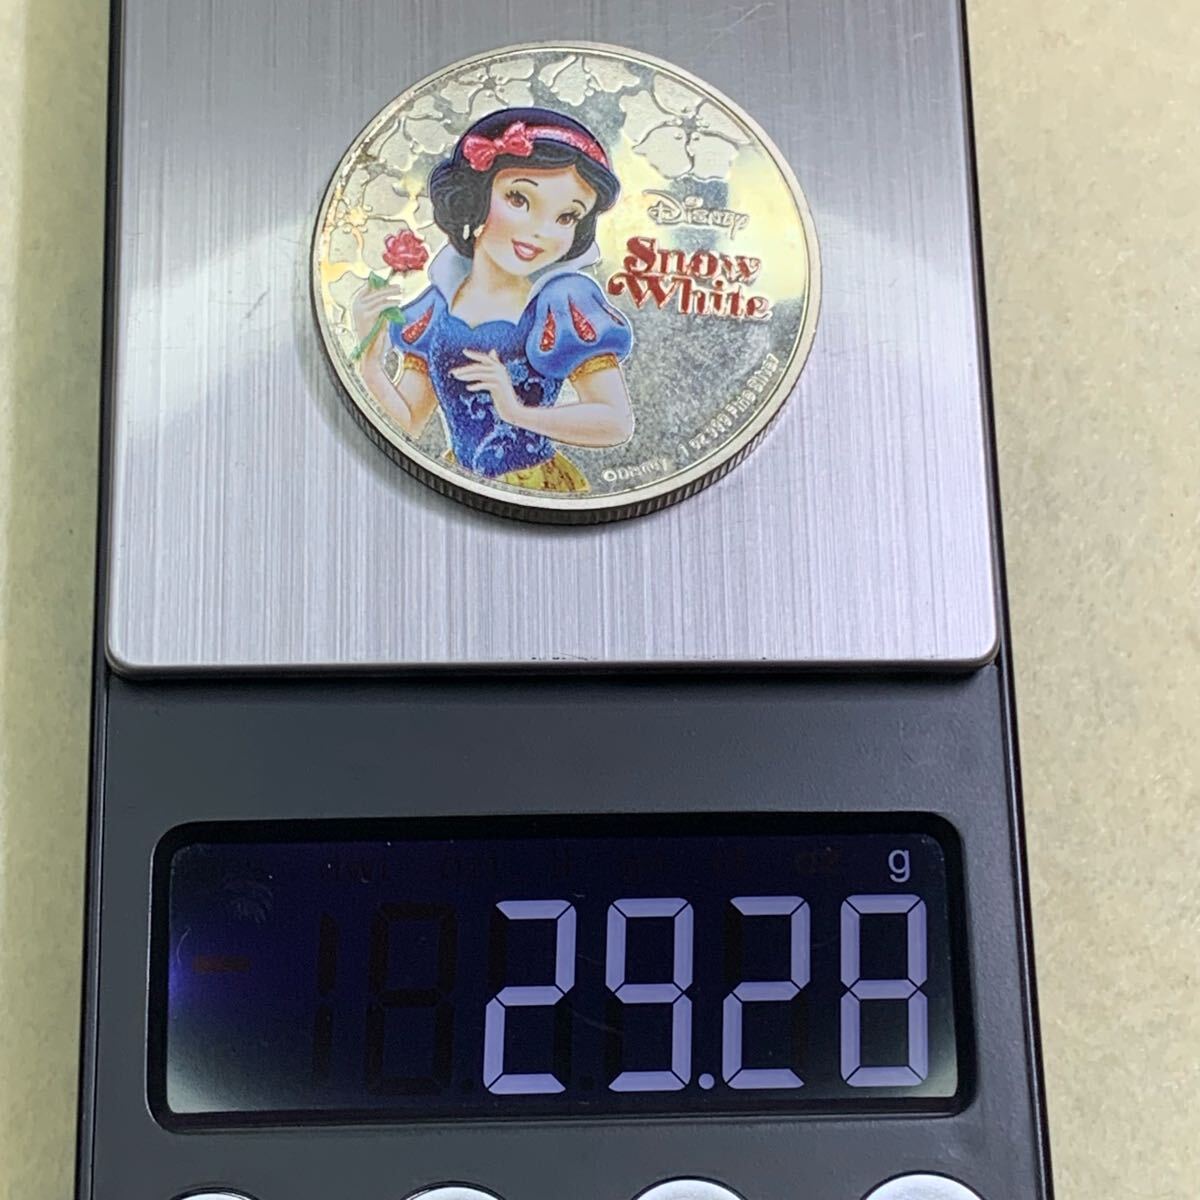 Disney
Snow
White
1 oz 999 Fine Silver
©Disney
g
29.28